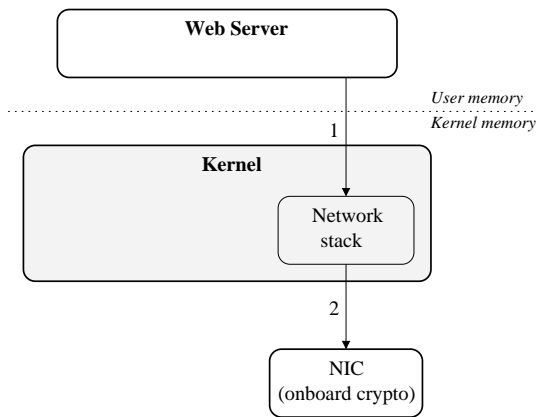 Web Server
User memory
Kernel memory
1
Kernel
Network
stack
2
NIC
(onboard crypto)